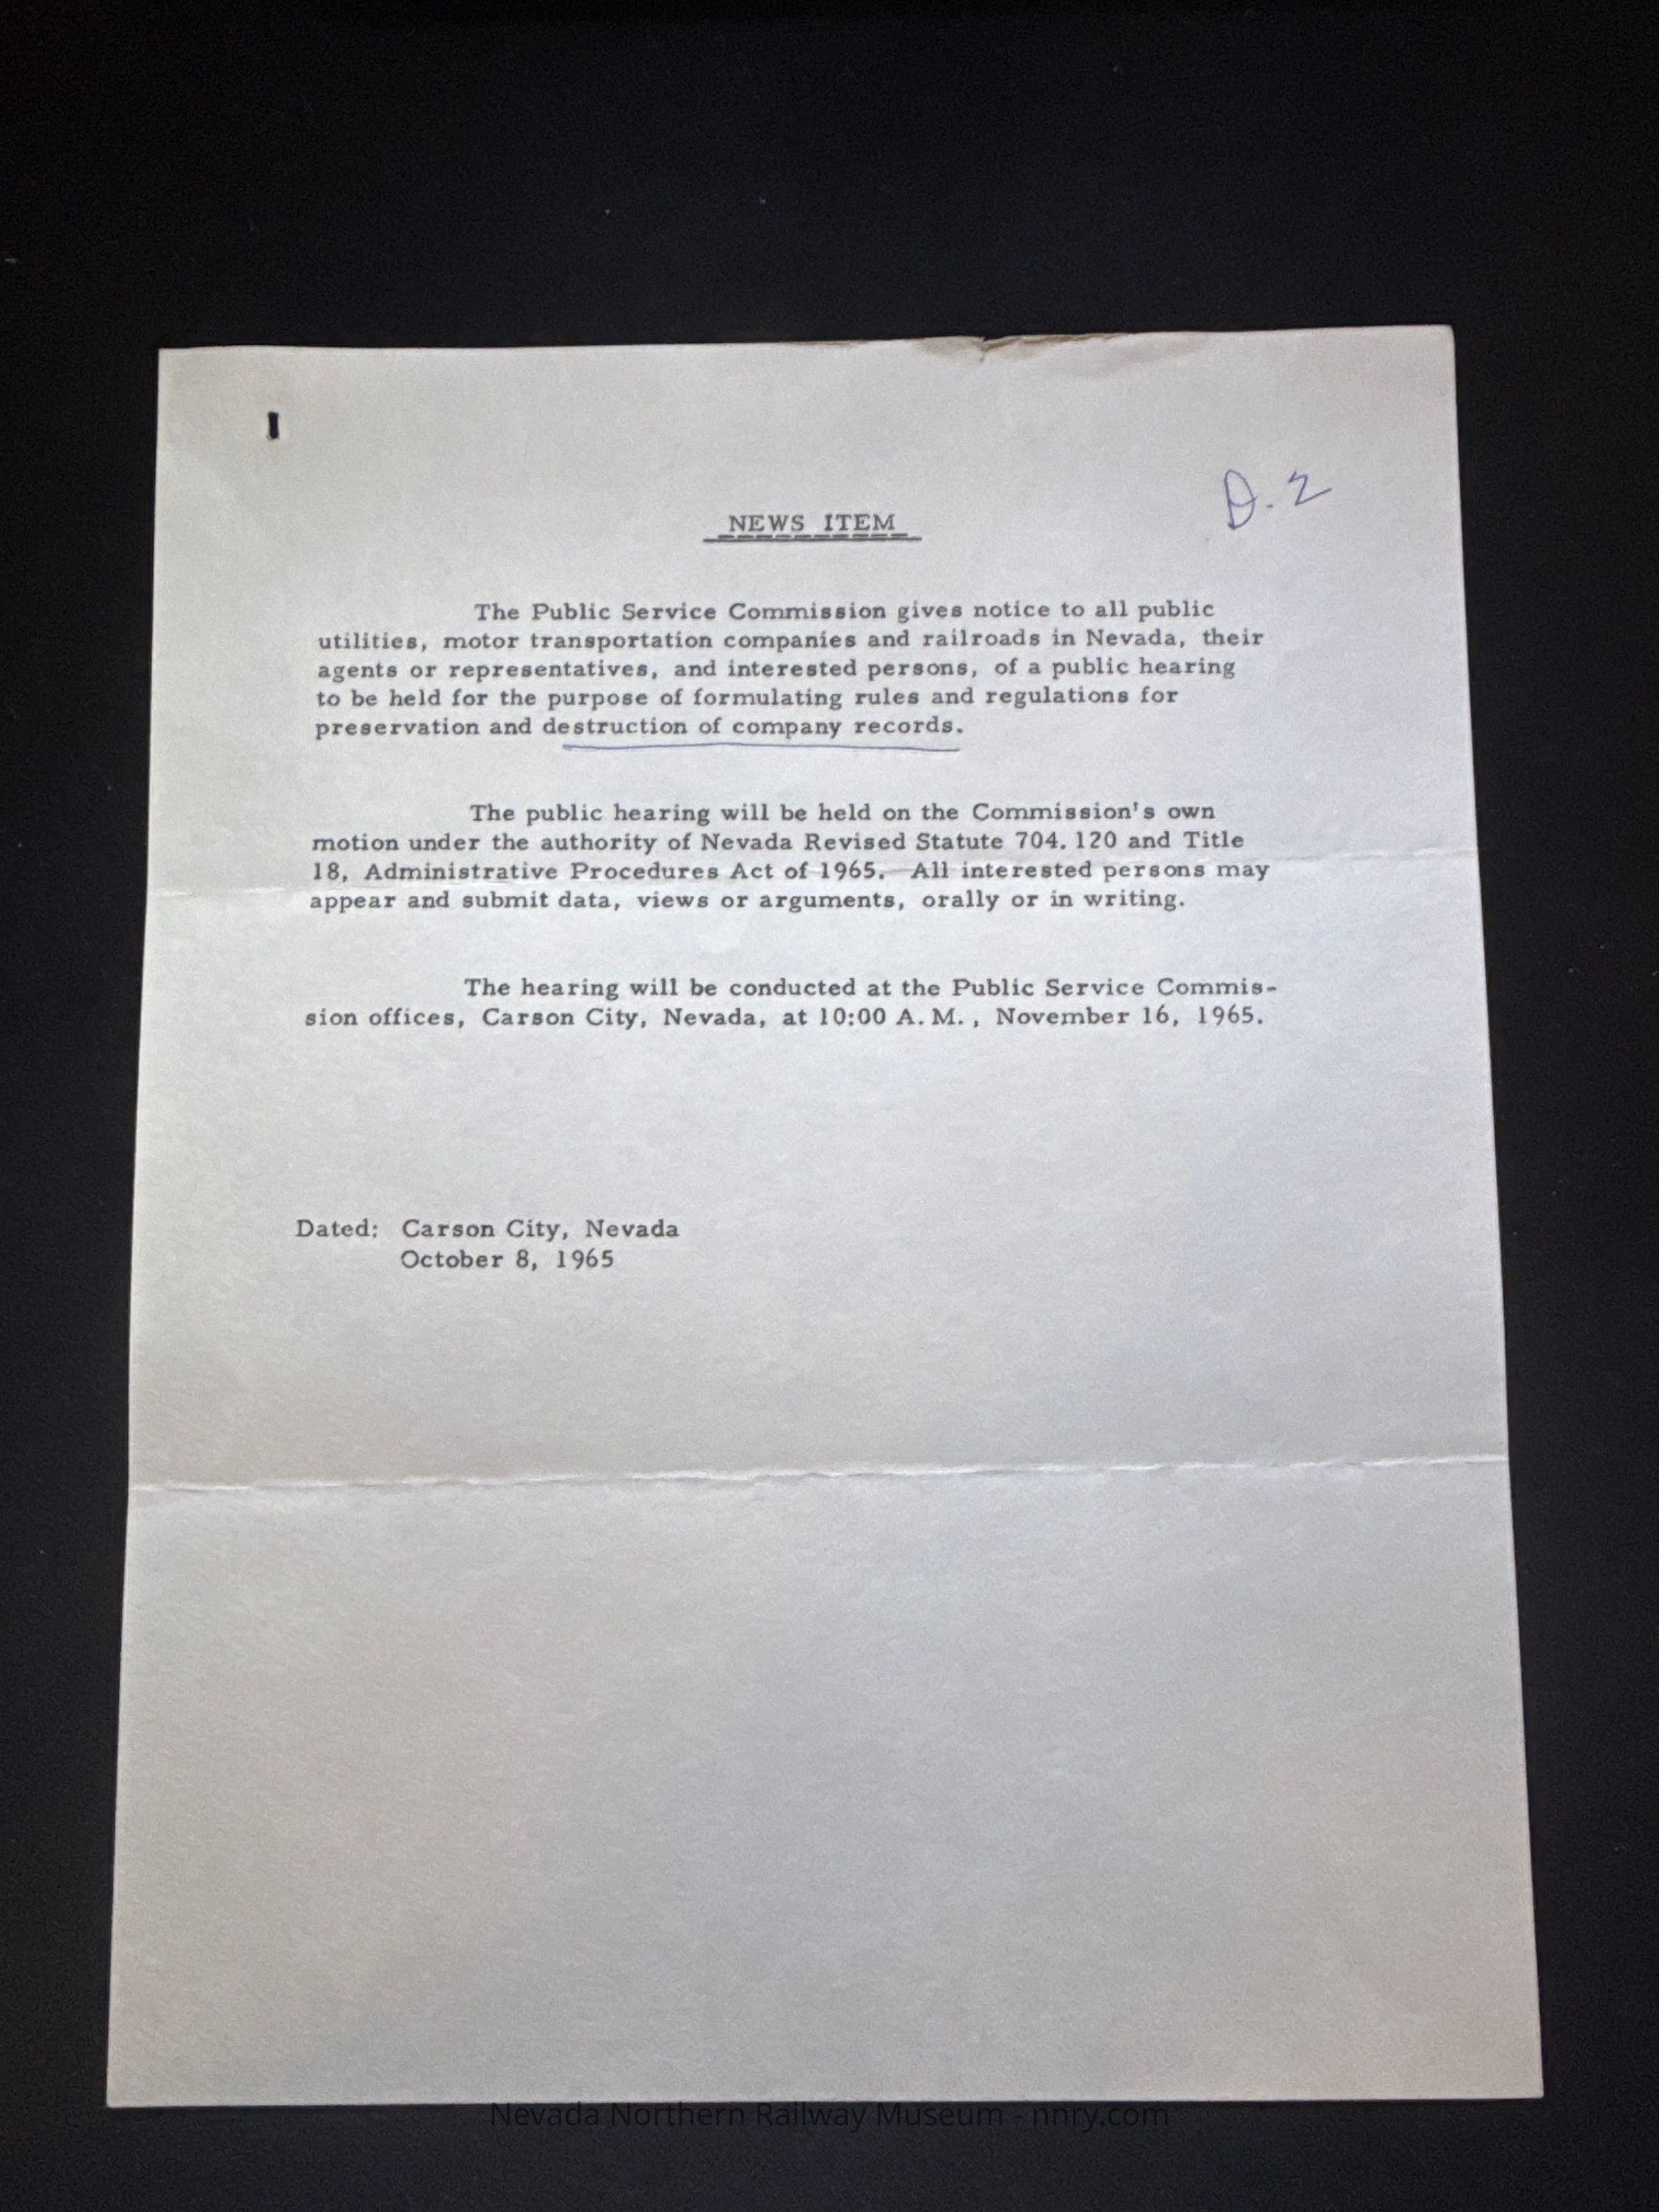 D. 2
NEWS ITEM
The Public Service Commission gives notice to all public
utilities, motor transportation companies and railroads in Nevada, their
agents or representatives, and interested persons, of a public hearing
to be held for the purpose of formulating rules and regulations for
preservation and destruction of company records.
The public hearing will be held on the Commission's own
motion under the authority of Nevada Revised Statute 704.120 and Title
18, Administrative Procedures Act of 1965. All interested persons may
appear and submit data, views or arguments, orally or in writing.
The hearing will be conducted at the Public Service Commis-
sion offices, Carson City, Nevada, at 10:00 A.M., November 16, 1965.
Dated: Carson City, Nevada
October 8, 1965
Nevada Northern Railway Museum - nnry.com